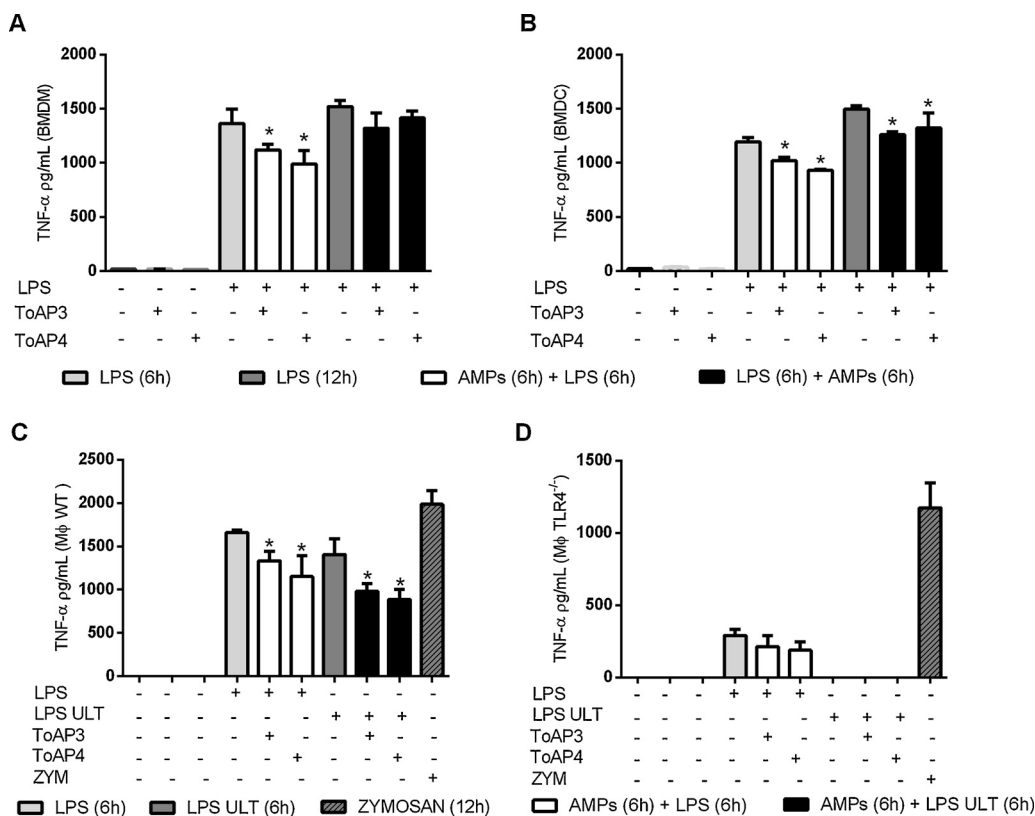 A
TNF-α ρg/mL (BMDM)
2000
1500
* *
1000
500
0
LPS - - - + + + + + +
ToAP3 - + - - + - - + -
ToAP4 - - + - - + - - +
B
TNF-α ρg/mL (BMDC)
2000
1500
* * * *
1000
500
0
LPS - - - + + + + + +
ToAP3 - + - - + - - + -
ToAP4 - - + - - + - - +
LPS (6h) LPS (12h) AMPs (6h) + LPS (6h) LPS (6h) + AMPs (6h)
C
TNF-α ρg/mL (Mϕ WT )
2500
2000
1500
* * * *
1000
500
0
LPS - - - + + + - - - -
LPS ULT - - - - - - + + + -
ToAP3 - - - - + - - + - -
ToAP4 - - - - - + - - + -
ZYM - - - - - - - - - +
D
TNF-α ρg/mL (Mϕ TLR4-/-)
1500
1000
500
0
LPS - - - + + + - - - -
LPS ULT - - - - - - + + + -
ToAP3 - - - - + - - + - -
ToAP4 - - - - - + - - + -
ZYM - - - - - - - - - +
LPS (6h) LPS ULT (6h) ZYMOSAN (12h) AMPs (6h) + LPS (6h) AMPs (6h) + LPS ULT (6h)